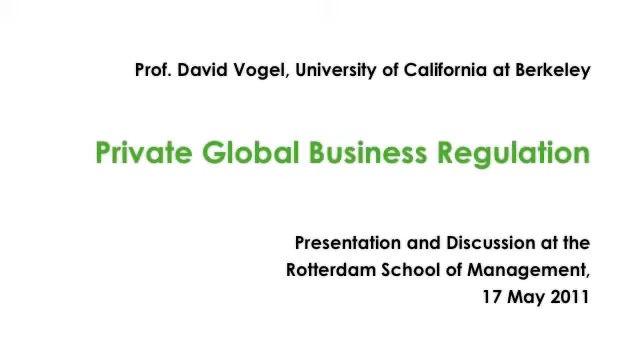 Prof. David Vogel, University of California at Berkeley
Private Global Business Regulation
Presentation and Discussion at the
Rotterdam School of Management,
17 May 2011